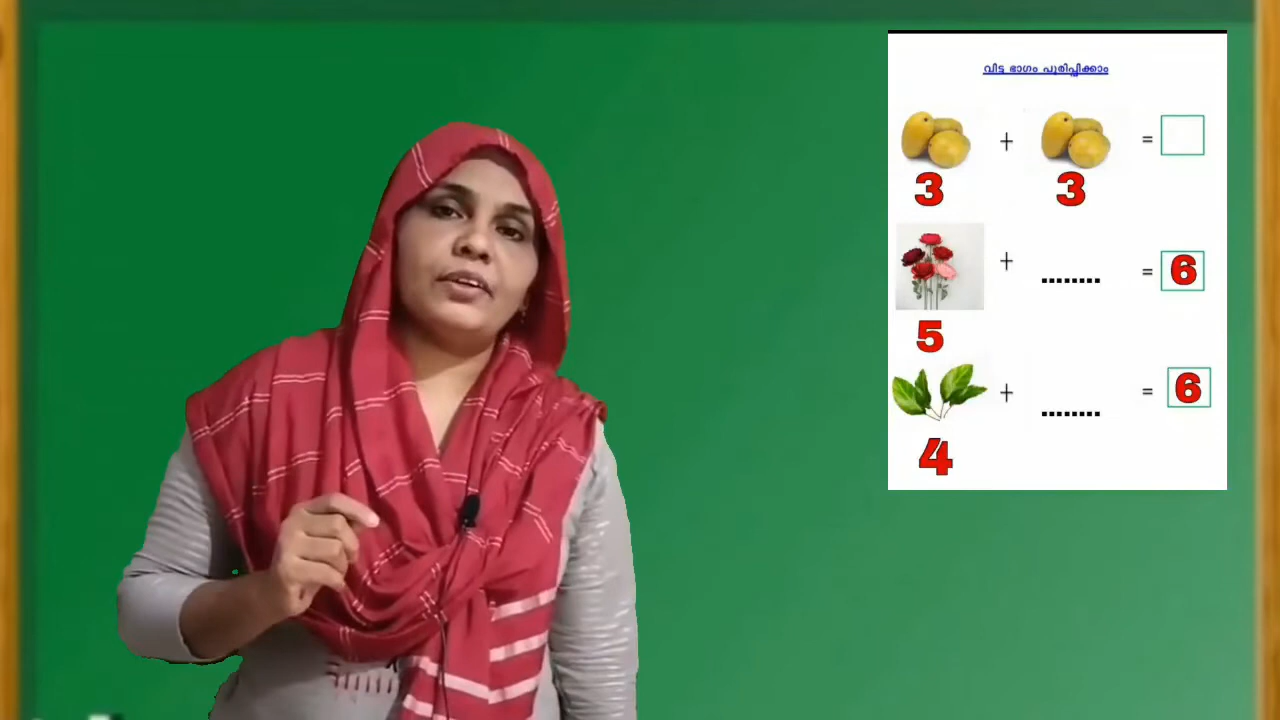 വിട്ട ഭാഗം പൂരിപ്പിക്കാം
+ =
3 3
+ ........ = 6
5
+ ........ = 6
4